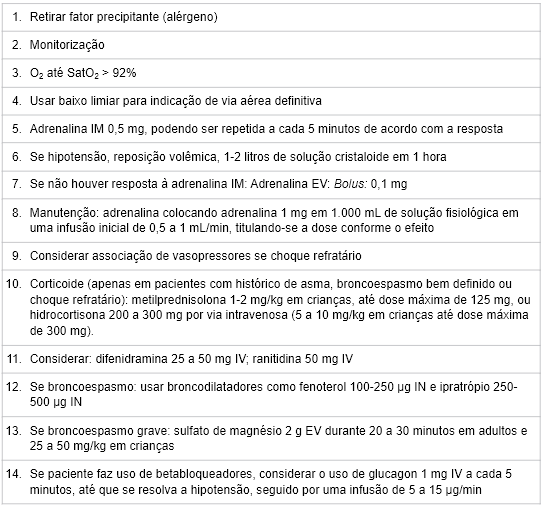 1. Retirar fator precipitante (alérgeno)
2. Monitorização
3. O₂ até SatO₂ > 92%
4. Usar baixo limiar para indicação de via aérea definitiva
5. Adrenalina IM 0,5 mg, podendo ser repetida a cada 5 minutos de acordo com a resposta
6. Se hipotensão, reposição volêmica, 1-2 litros de solução cristaloide em 1 hora
7. Se não houver resposta à adrenalina IM: Adrenalina EV: Bolus: 0,1 mg
8. Manutenção: adrenalina colocando adrenalina 1 mg em 1.000 mL de solução fisiológica em
uma infusão inicial de 0,5 a 1 mL/min, titulando-se a dose conforme o efeito
9. Considerar associação de vasopressores se choque refratário
10. Corticoide (apenas em pacientes com histórico de asma, broncoespasmo bem definido ou
choque refratário): metilprednisolona 1-2 mg/kg em crianças, até dose máxima de 125 mg, ou
hidrocortisona 200 a 300 mg por via intravenosa (5 a 10 mg/kg em crianças até dose máxima
de 300 mg).
11. Considerar: difenidramina 25 a 50 mg IV; ranitidina 50 mg IV
12. Se broncoespasmo: usar broncodilatadores como fenoterol 100-250 µg IN e ipratrópio 250-
500 µg IN
13. Se broncoespasmo grave: sulfato de magnésio 2 g EV durante 20 a 30 minutos em adultos e
25 a 50 mg/kg em crianças
14. Se paciente faz uso de betabloqueadores, considerar o uso de glucagon 1 mg IV a cada 5
minutos, até que se resolva a hipotensão, seguido por uma infusão de 5 a 15 µg/min